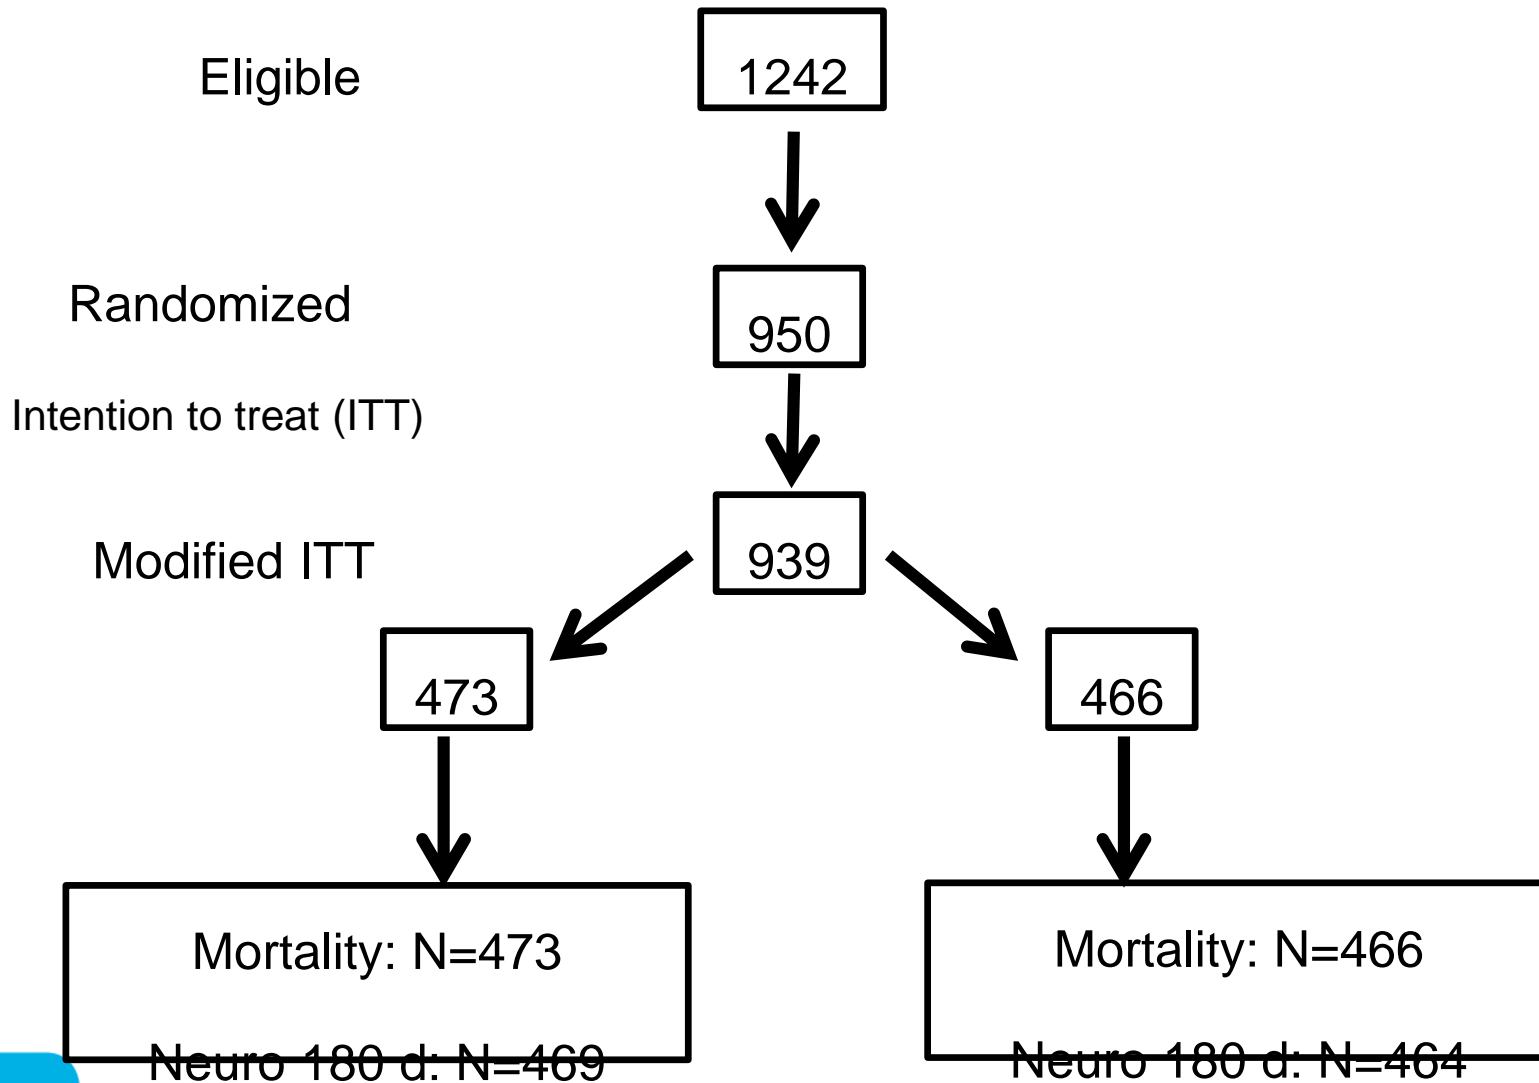 Eligible
1242
Randomized
950
Intention to treat (ITT)
Modified ITT
939
473
466
Mortality: N=473
Neuro 180 d: N=469
Mortality: N=466
Neuro 180 d: N=464